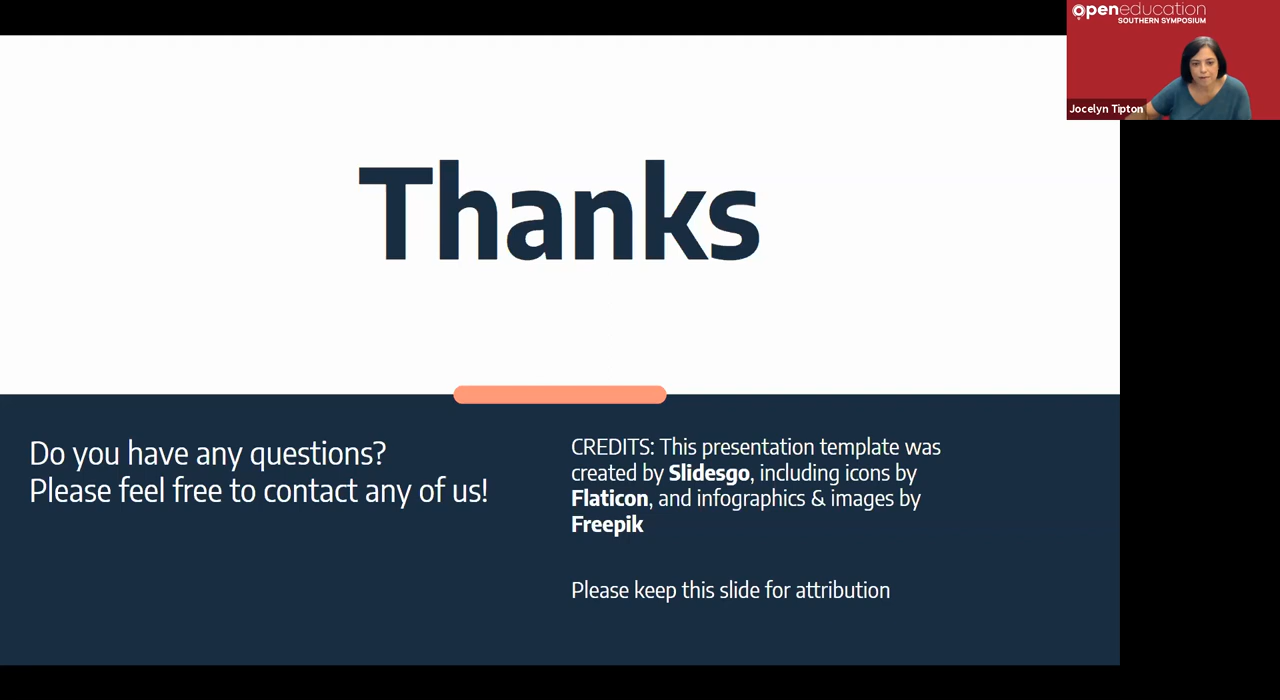 openeducation
SOUTHERN SYMPOSIUM
Jocelyn Tipton
Thanks
Do you have any questions?
Please feel free to contact any of us!
CREDITS: This presentation template was
created by Slidesgo, including icons by
Flaticon, and infographics & images by
Freepik
Please keep this slide for attribution